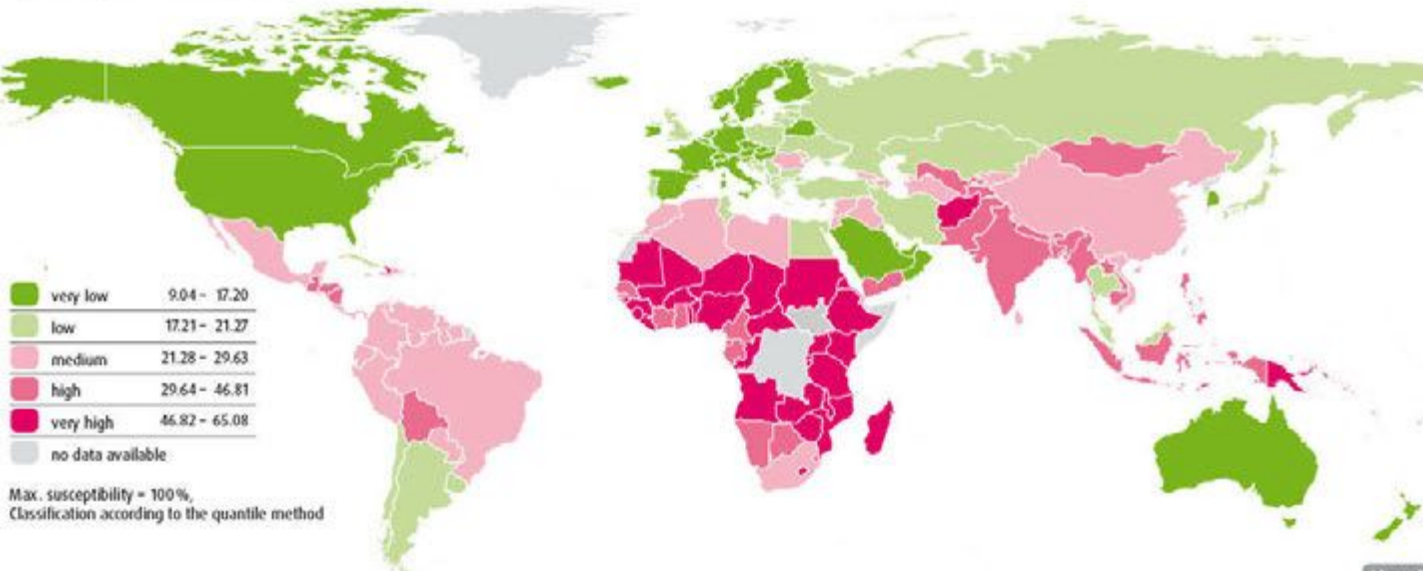 very low 9.04 – 17.20
low 17.21 – 21.27
medium 21.28 – 29.63
high 29.64 – 46.81
very high 46.82 – 65.08
no data available
Max. susceptibility = 100%,
Classification according to the quantile method